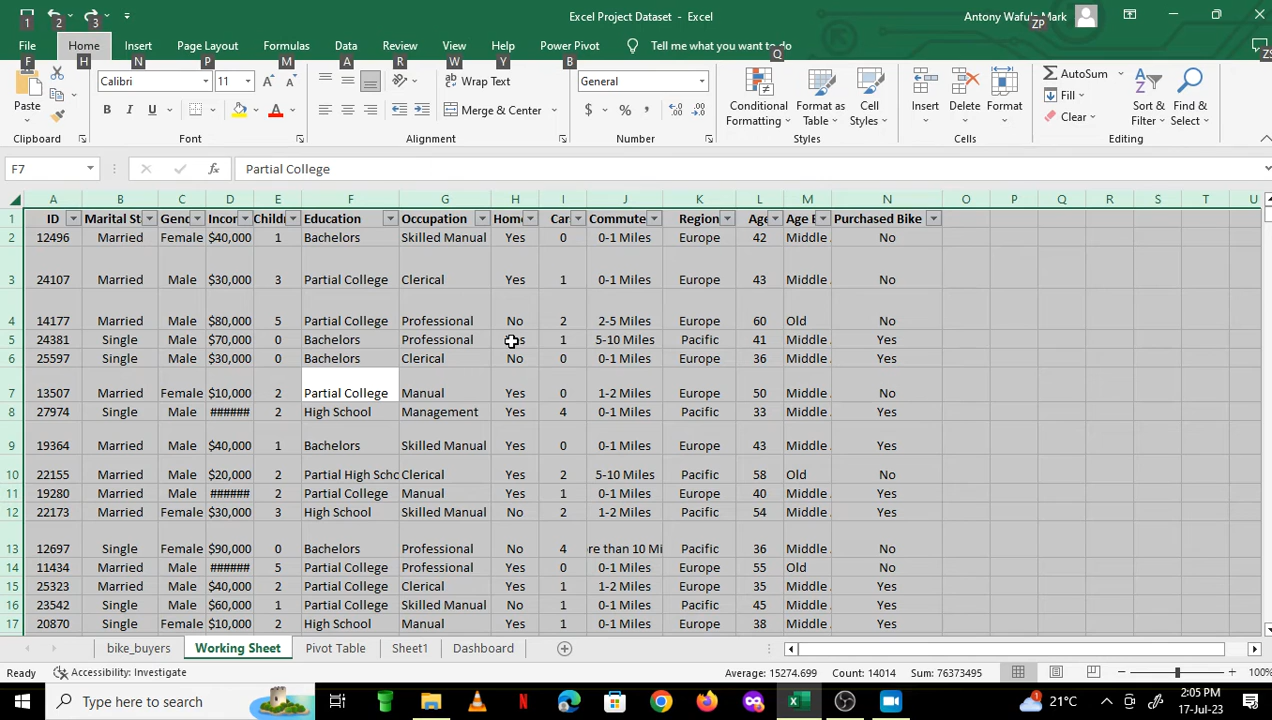 1 2 3
Excel Project Dataset - Excel
Antony Wafula Mark
ZP
File Home Insert Page Layout Formulas Data Review View Help Power Pivot Tell me what you want to do
F H N P M A R W Y B Q
Paste
Calibri 11
Wrap Text
General
Conditional Formatting
Format as Table
Cell Styles
Insert Delete Format
AutoSum
Fill
Clear
Sort & Filter
Find & Select
B I U
Merge & Center
$ %
Clipboard Font Alignment Number Styles Cells Editing
F7 fx Partial College
A B C D E F G H I J K L M N O P Q R S T U
1 ID Marital St Gend Incom Childr Education Occupation Home Car Commute Region Age Age B Purchased Bike
2 12496 Married Female $40,000 1 Bachelors Skilled Manual Yes 0 0-1 Miles Europe 42 Middle No
3 24107 Married Male $30,000 3 Partial College Clerical Yes 1 0-1 Miles Europe 43 Middle No
4 14177 Married Male $80,000 5 Partial College Professional No 2 2-5 Miles Europe 60 Old No
5 24381 Single Male $70,000 0 Bachelors Professional Yes 1 5-10 Miles Pacific 41 Middle Yes
6 25597 Single Male $30,000 0 Bachelors Clerical No 0 0-1 Miles Europe 36 Middle Yes
7 13507 Married Female $10,000 2 Partial College Manual Yes 0 1-2 Miles Europe 50 Middle No
8 27974 Single Male ###### 2 High School Management Yes 4 0-1 Miles Pacific 33 Middle Yes
9 19364 Married Male $40,000 1 Bachelors Skilled Manual Yes 0 0-1 Miles Europe 43 Middle Yes
10 22155 Married Male $20,000 2 Partial High Scho Clerical Yes 2 5-10 Miles Pacific 58 Old No
11 19280 Married Male ###### 2 Partial College Manual Yes 1 0-1 Miles Europe 40 Middle Yes
12 22173 Married Female $30,000 3 High School Skilled Manual No 2 1-2 Miles Pacific 54 Middle Yes
13 12697 Single Female $90,000 0 Bachelors Professional No 4 re than 10 Mi Pacific 36 Middle No
14 11434 Married Male ###### 5 Partial College Professional Yes 0 0-1 Miles Europe 55 Old No
15 25323 Married Male $40,000 2 Partial College Clerical Yes 1 1-2 Miles Europe 35 Middle Yes
16 23542 Single Male $60,000 1 Partial College Skilled Manual No 1 0-1 Miles Pacific 45 Middle Yes
17 20870 Single Female $10,000 2 High School Manual Yes 1 0-1 Miles Europe 38 Middle Yes
bike_buyers Working Sheet Pivot Table Sheet1 Dashboard
Ready Accessibility: Investigate Average: 15274.699 Count: 14014 Sum: 76373495 100%
Type here to search
1
21°C
2:05 PM
17-Jul-23